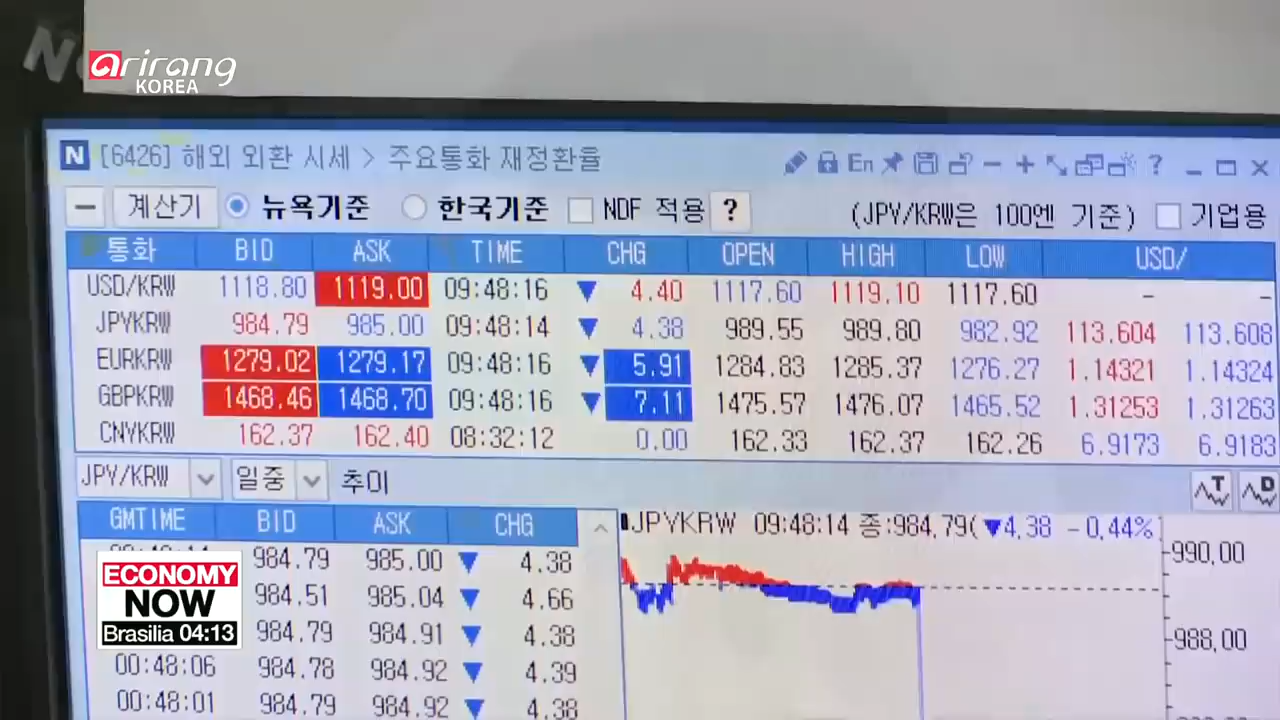 arirang
KOREA
N [6426] 해외 외환 시세 > 주요통화 재정환율 En ?
계산기 뉴욕기준 한국기준 NDF 적용 ? (JPY/KRW은 100엔 기준) 기업용
통화 BID ASK TIME CHG OPEN HIGH LOW USD/
USD/KRW 1118.80 1119.00 09:48:16 ▼ 4.40 1117.60 1119.10 1117.60 - -
JPYKRW 984.79 985.00 09:48:14 ▼ 4.38 989.55 989.80 982.92 113.604 113.608
EURKRW 1279.02 1279.17 09:48:16 ▼ 5.91 1284.83 1285.37 1276.27 1.14321 1.14324
GBPKRW 1468.46 1468.70 09:48:16 ▼ 7.11 1475.57 1476.07 1465.52 1.31253 1.31263
CNYKRW 162.37 162.40 08:32:12 0.00 162.33 162.37 162.26 6.9173 6.9183
JPY/KRW 일중 추이 T D
GMTIME BID ASK CHG
984.79 985.00 ▼ 4.38
984.51 985.04 ▼ 4.66
984.79 984.91 ▼ 4.38
00:48:06 984.78 984.92 ▼ 4.39
00:48:01 984.79 984.92 ▼ 4.38
JPYKRW 09:48:14 종:984.79(▼4.38 -0.44%)
990.00
988.00
ECONOMY
NOW
Brasilia 04:13